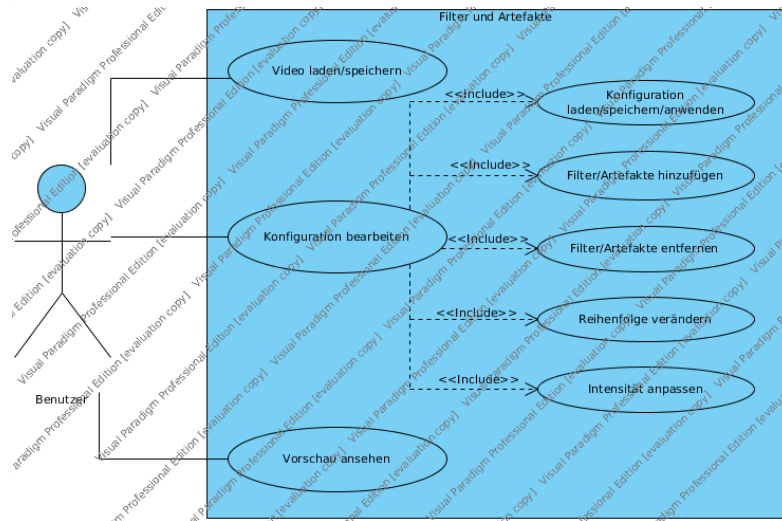 Filter und Artefakte
Video laden/speichern
<<Include>>
Konfiguration
laden/speichern/anwenden
<<Include>>
Filter/Artefakte hinzufügen
Konfiguration bearbeiten
<<Include>>
Filter/Artefakte entfernen
<<Include>>
Reihenfolge verändern
<<Include>>
Intensität anpassen
Benutzer
Vorschau ansehen
Visual Paradigm Professional Edition [evaluation copy]